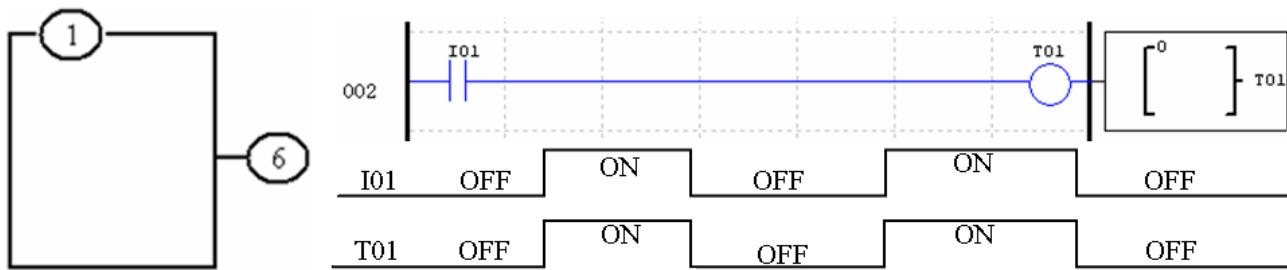 1
6
I01
T01
002
0
T01
I01 OFF ON OFF ON OFF
T01 OFF ON OFF ON OFF